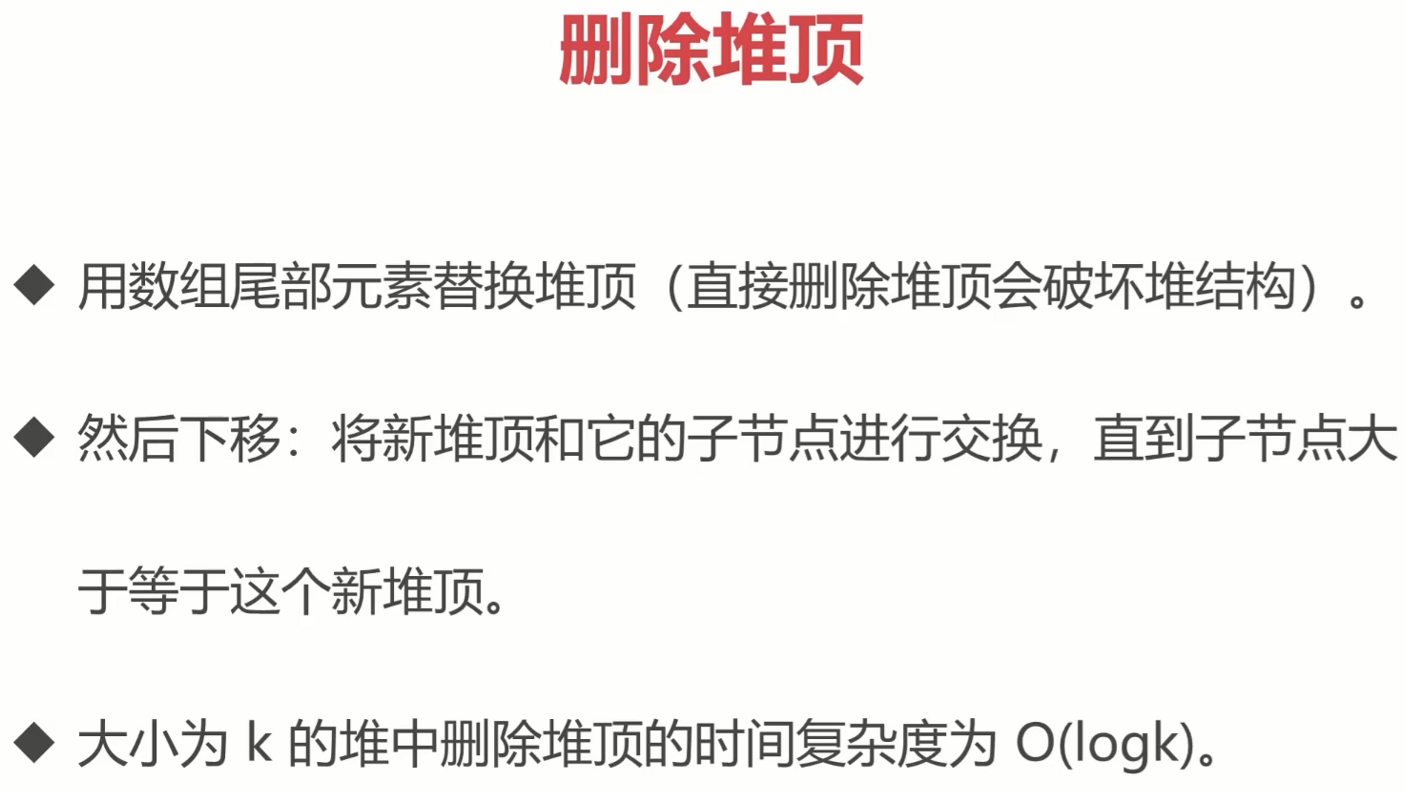 删除堆顶
◆ 用数组尾部元素替换堆顶（直接删除堆顶会破坏堆结构）。
◆ 然后下移：将新堆顶和它的子节点进行交换，直到子节点大
于等于这个新堆顶。
◆ 大小为 k 的堆中删除堆顶的时间复杂度为 O(logk)。